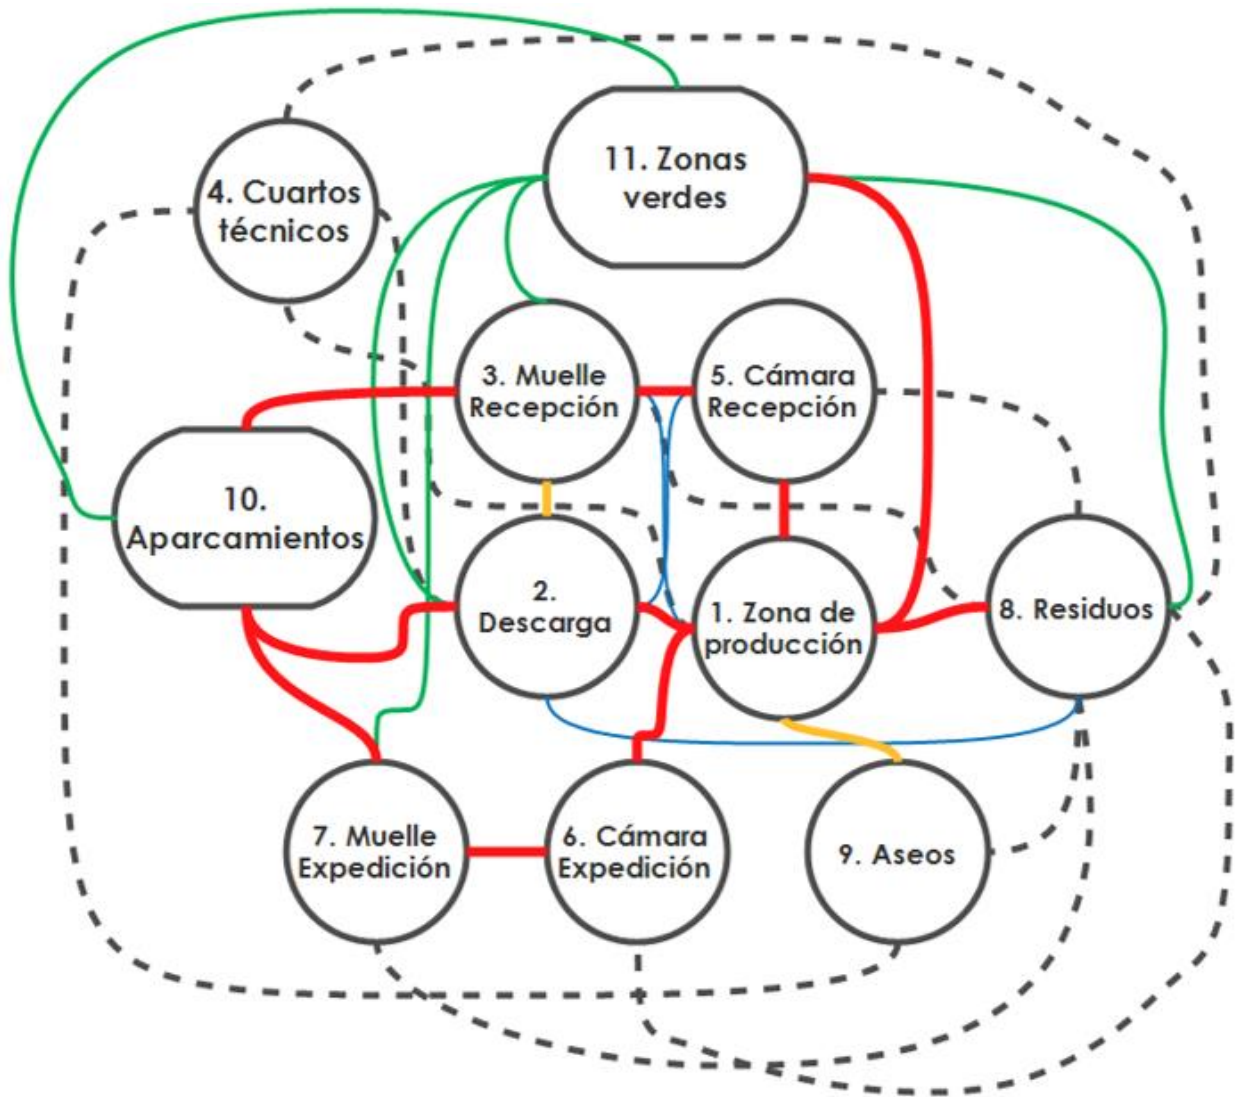 11. Zonas
verdes
4. Cuartos
técnicos
3. Muelle
Recepción
5. Cámara
Recepción
10.
Aparcamientos
2.
Descarga
1. Zona de
producción
8. Residuos
7. Muelle
Expedición
6. Cámara
Expedición
9. Aseos